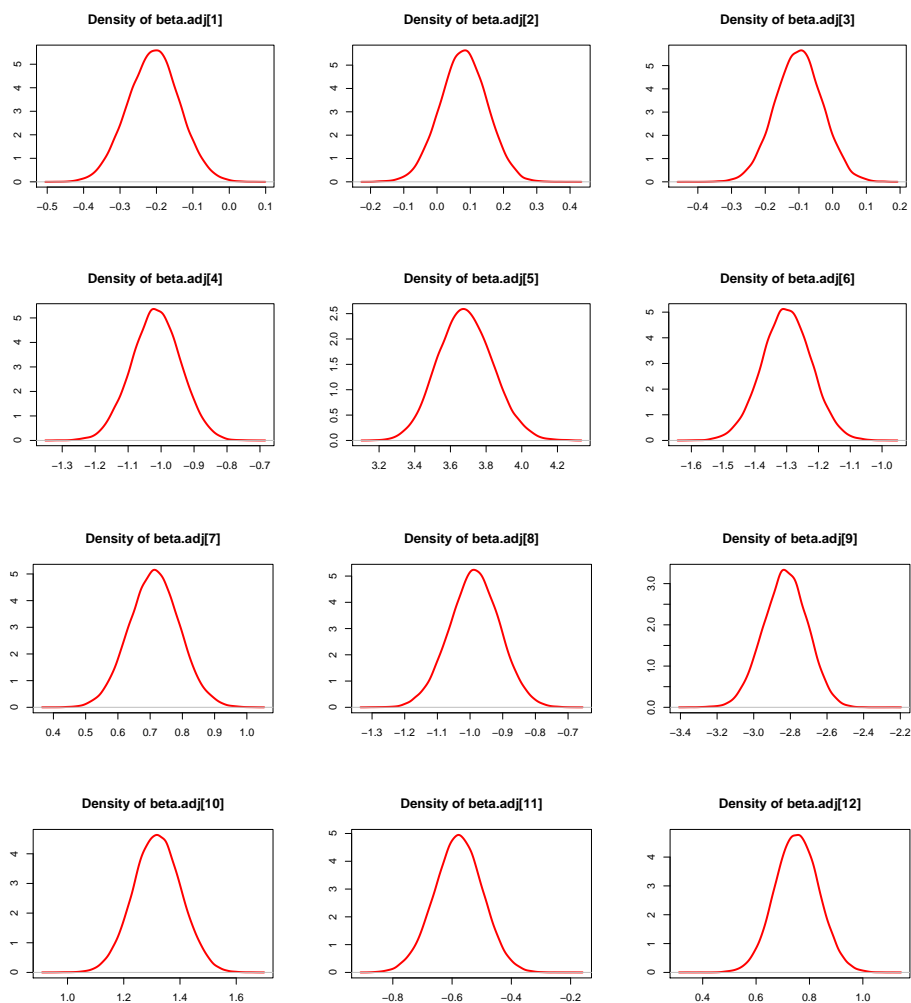 Density of beta.adj[1] Density of beta.adj[2] Density of beta.adj[3]
0 1 2 3 4 5
−0.5 −0.4 −0.3 −0.2 −0.1 0.0 0.1
0 1 2 3 4 5
−0.2 −0.1 0.0 0.1 0.2 0.3 0.4
0 1 2 3 4 5
−0.4 −0.3 −0.2 −0.1 0.0 0.1 0.2
Density of beta.adj[4] Density of beta.adj[5] Density of beta.adj[6]
0 1 2 3 4 5
−1.3 −1.2 −1.1 −1.0 −0.9 −0.8 −0.7
0.0 0.5 1.0 1.5 2.0 2.5
3.2 3.4 3.6 3.8 4.0 4.2
0 1 2 3 4 5
−1.6 −1.5 −1.4 −1.3 −1.2 −1.1 −1.0
Density of beta.adj[7] Density of beta.adj[8] Density of beta.adj[9]
0 1 2 3 4 5
0.4 0.5 0.6 0.7 0.8 0.9 1.0
0 1 2 3 4 5
−1.3 −1.2 −1.1 −1.0 −0.9 −0.8 −0.7
0.0 1.0 2.0 3.0
−3.4 −3.2 −3.0 −2.8 −2.6 −2.4 −2.2
Density of beta.adj[10] Density of beta.adj[11] Density of beta.adj[12]
0 1 2 3 4
1.0 1.2 1.4 1.6
0 1 2 3 4 5
−0.8 −0.6 −0.4 −0.2
0 1 2 3 4
0.4 0.6 0.8 1.0